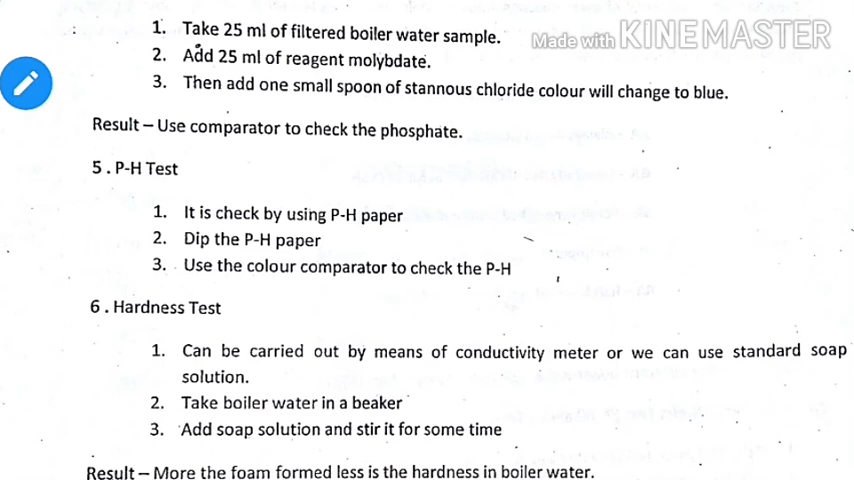 1. Take 25 ml of filtered boiler water sample.
Made with KINEMASTER
2. Add 25 ml of reagent molybdate.
3. Then add one small spoon of stannous chloride colour will change to blue.
Result – Use comparator to check the phosphate.
5 . P-H Test
1. It is check by using P-H paper
2. Dip the P-H paper
3. Use the colour comparator to check the P-H
6 . Hardness Test
1. Can be carried out by means of conductivity meter or we can use standard soap
solution.
2. Take boiler water in a beaker
3. Add soap solution and stir it for some time
Result – More the foam formed less is the hardness in boiler water.